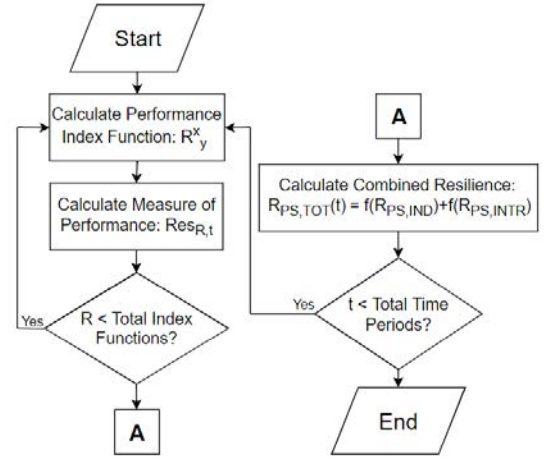 Start
Calculate Performance
Index Function: R^x_y
Calculate Measure of
Performance: Res_R,t
Yes
R < Total Index
Functions?
A
A
Calculate Combined Resilience:
R_PS,TOT(t) = f(R_PS,IND)+f(R_PS,INTR)
Yes
t < Total Time
Periods?
End